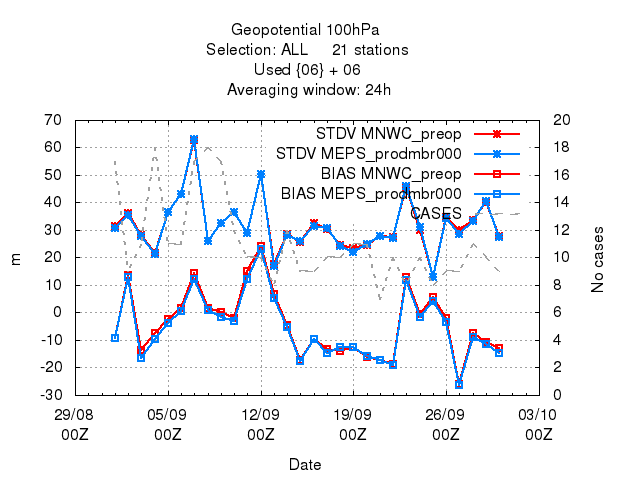 Geopotential 100hPa
Selection: ALL 21 stations
Used {06} + 06
Averaging window: 24h
STDV MNWC_preop
STDV MEPS_prodmbr000
BIAS MNWC_preop
BIAS MEPS_prodmbr000
CASES
70
60
50
40
30
20
10
0
-10
-20
-30
m
20
18
16
14
12
10
8
6
4
2
0
No cases
29/08 05/09 12/09 19/09 26/09 03/10
00Z 00Z 00Z 00Z 00Z 00Z
Date